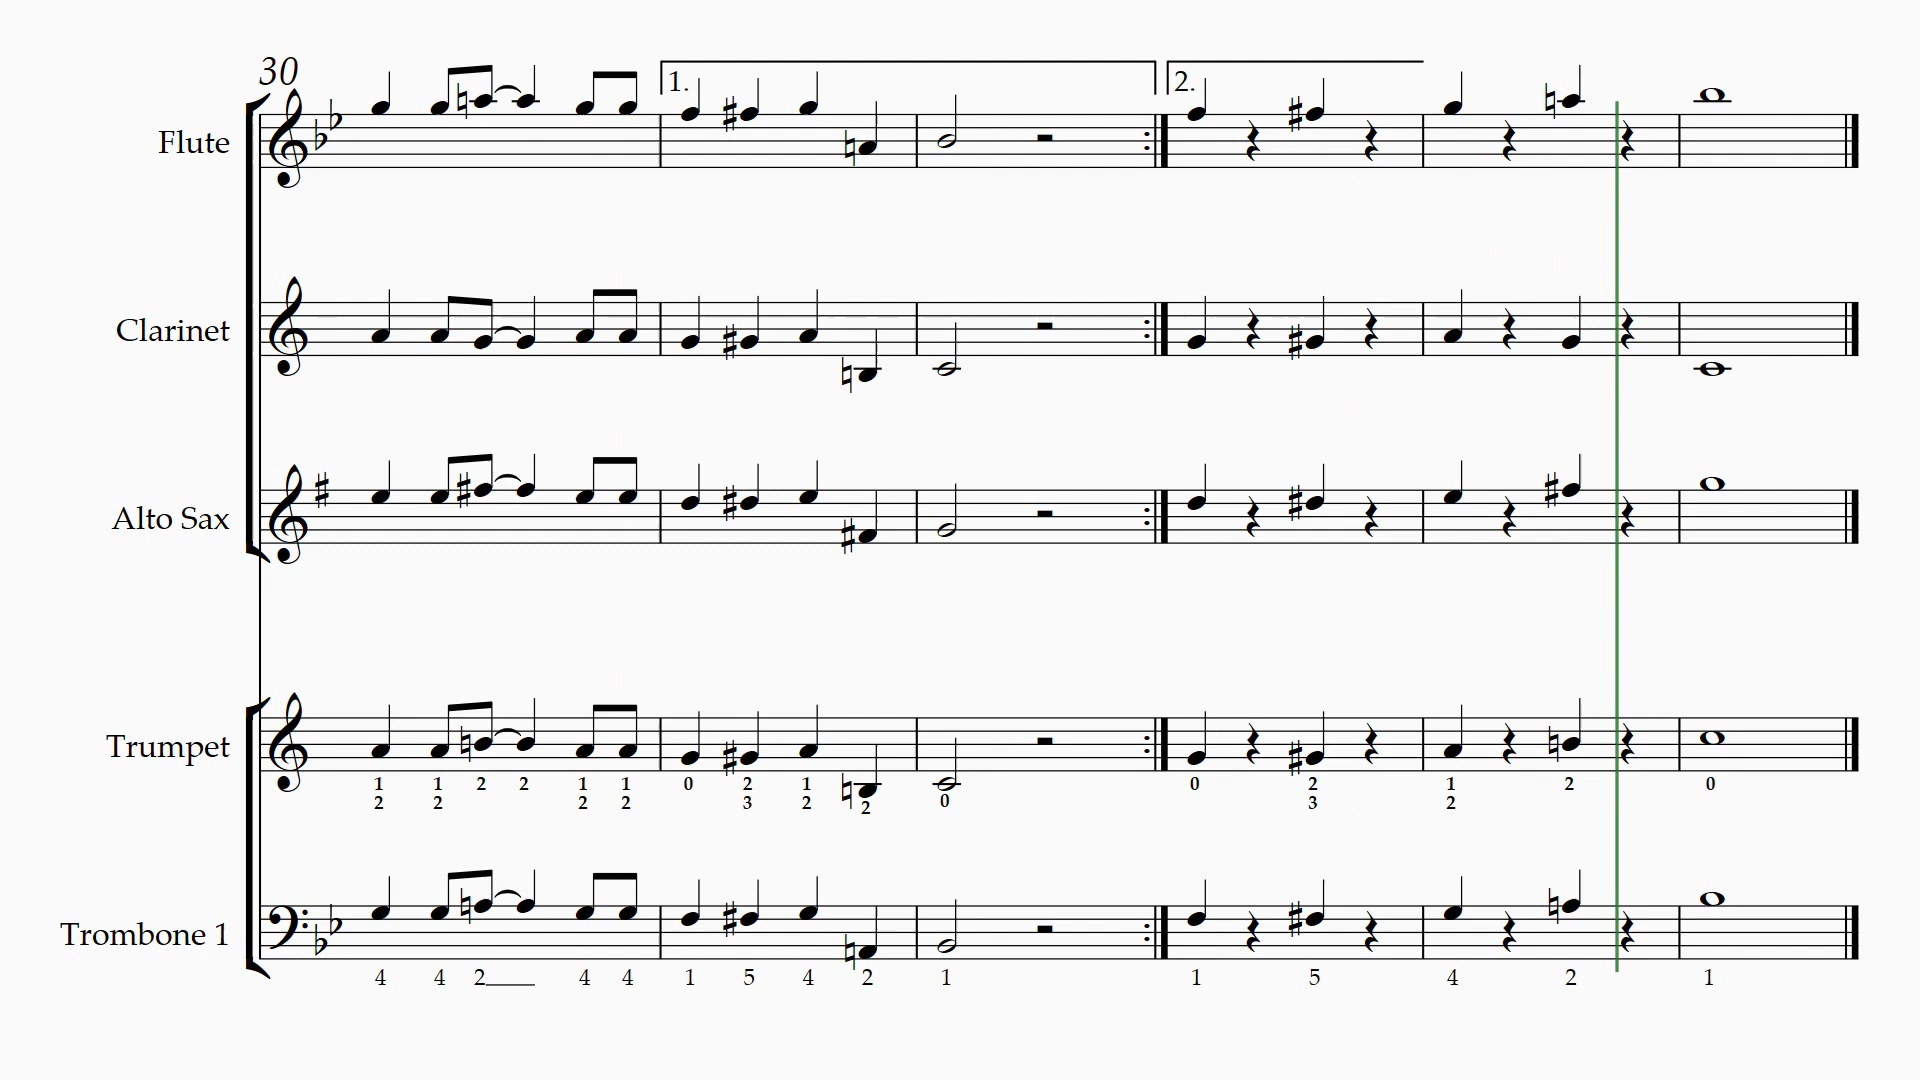 30
1.
2.
Flute
Clarinet
Alto Sax
Trumpet
1 1 2 2 1 1 0 2 1 2 0 0 2 1 2 0
2 2 2 2 3 2 3 2
Trombone 1
4 4 2 4 4 1 5 4 2 1 1 5 4 2 1